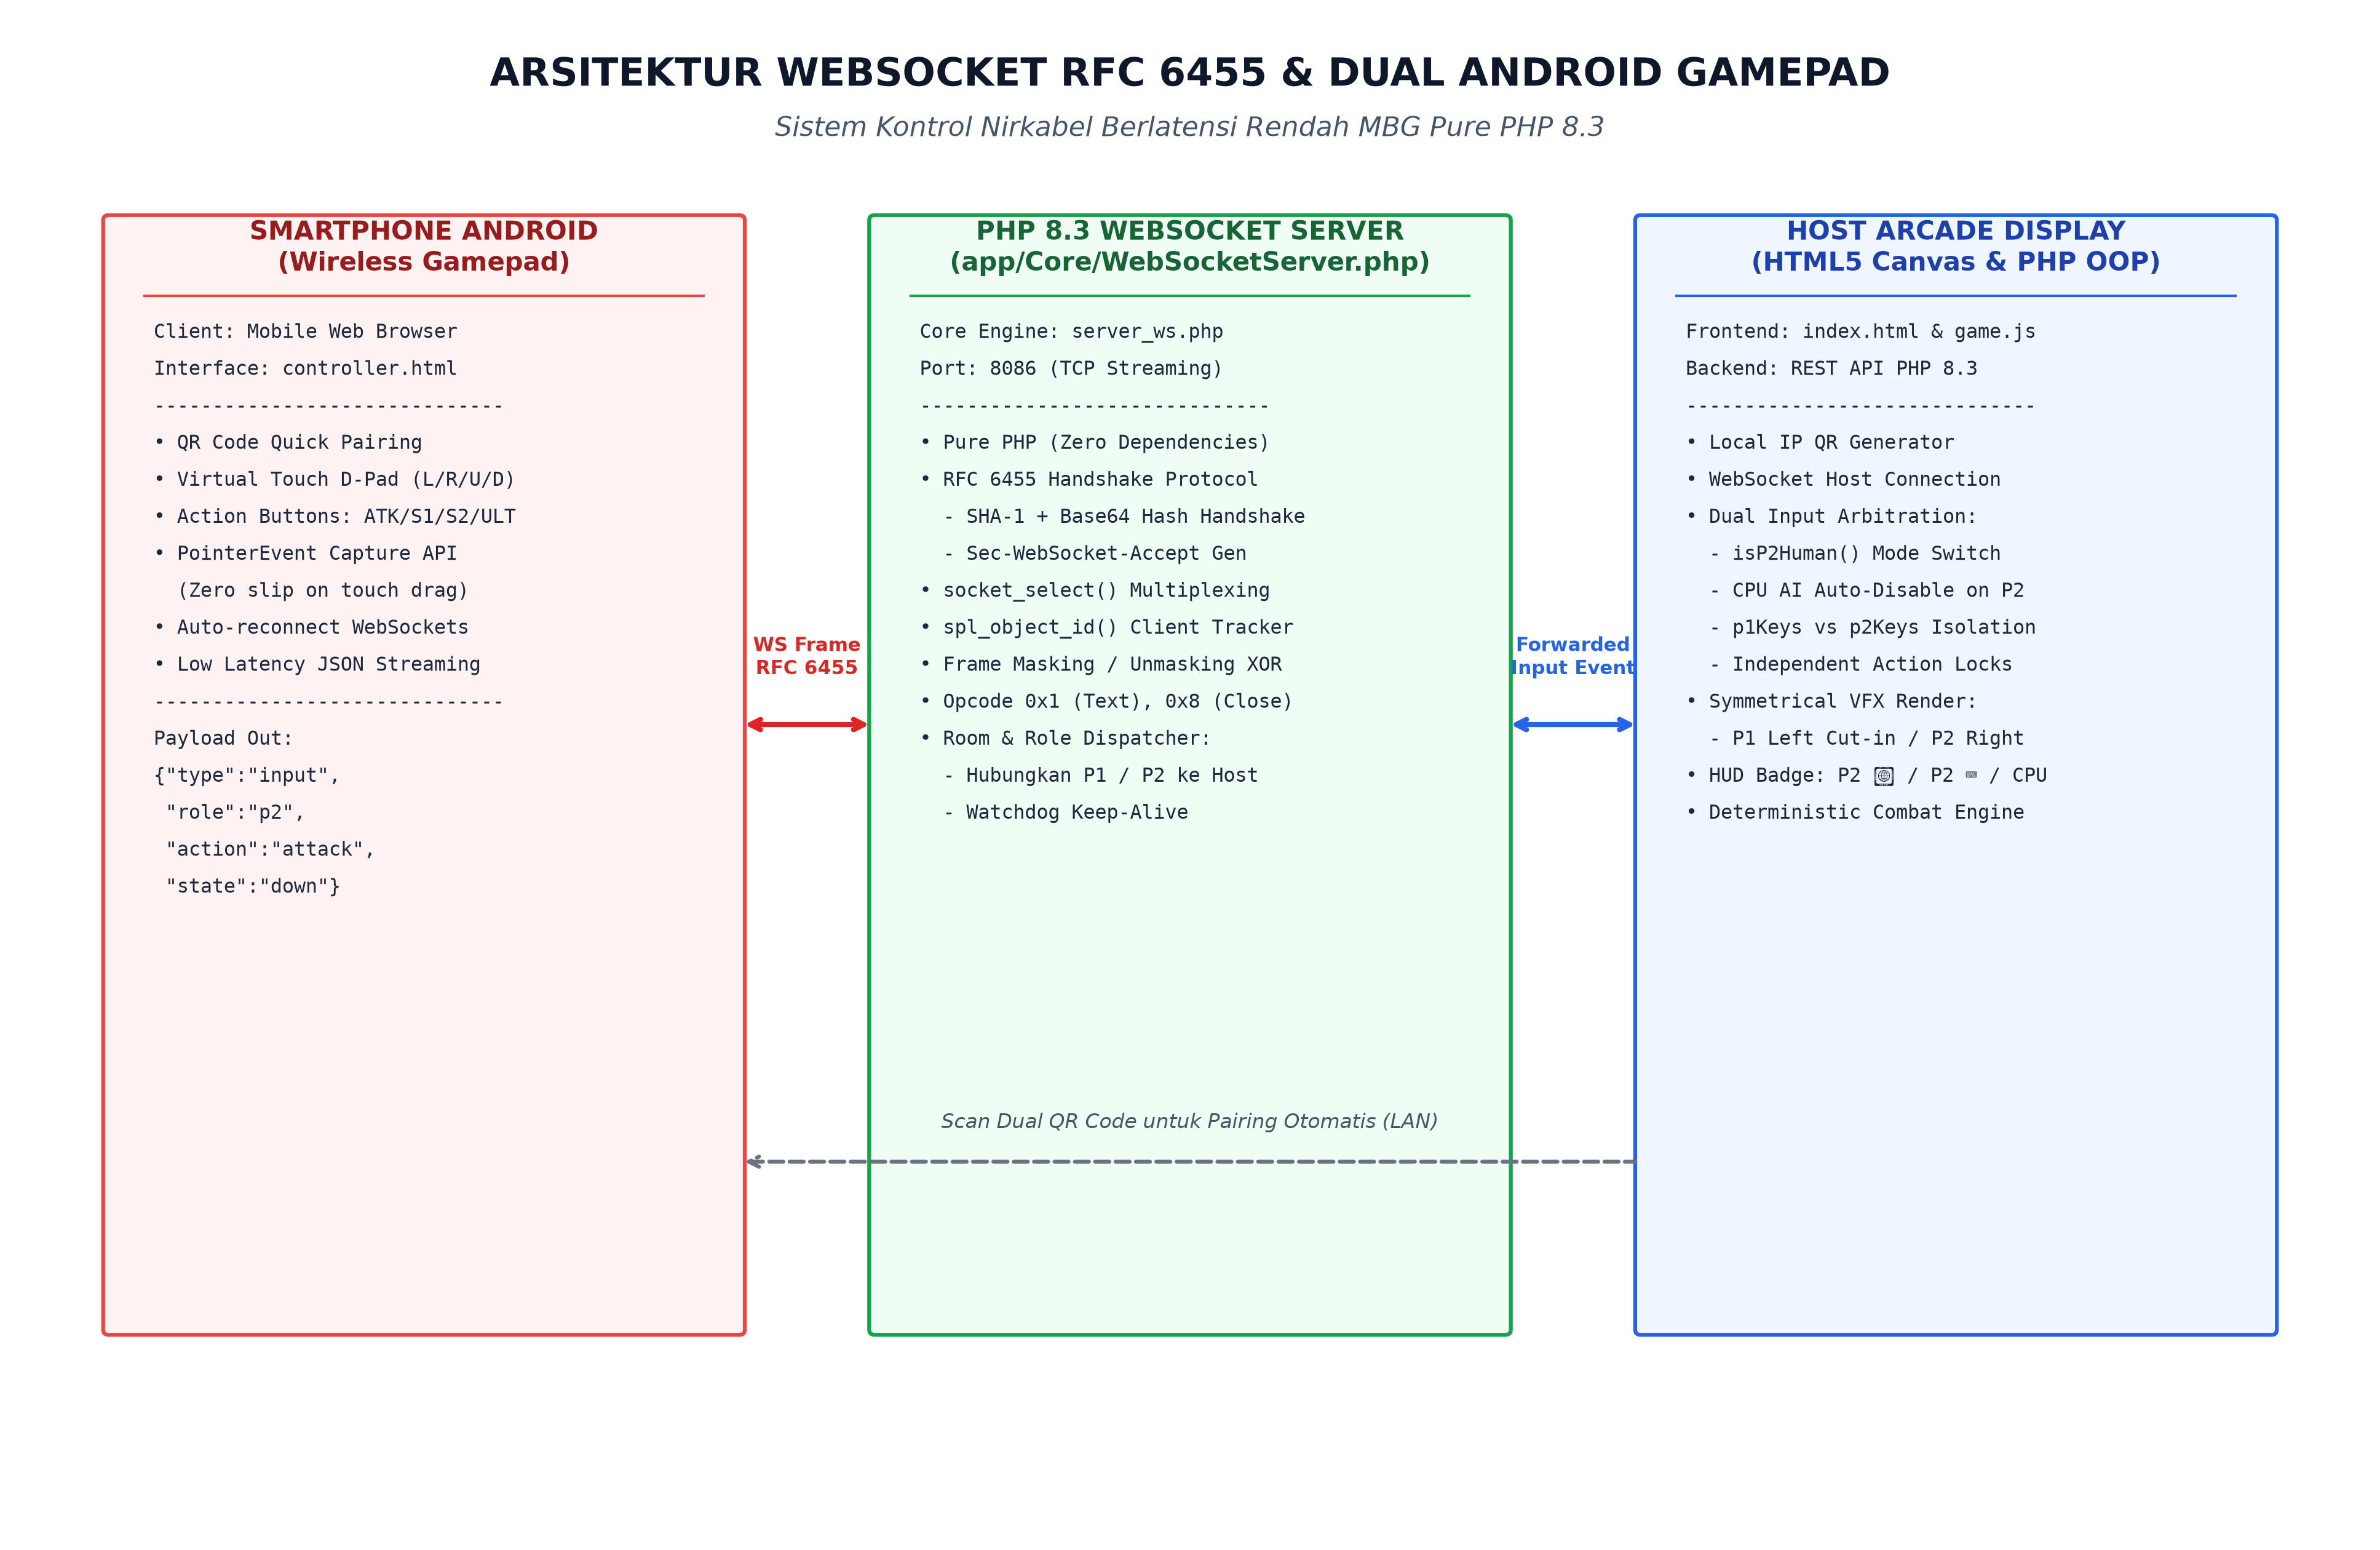 ARSITEKTUR WEBSOCKET RFC 6455 & DUAL ANDROID GAMEPAD
Sistem Kontrol Nirkabel Berlatensi Rendah MBG Pure PHP 8.3
SMARTPHONE ANDROID
(Wireless Gamepad)
Client: Mobile Web Browser
Interface: controller.html
------------------------------
• QR Code Quick Pairing
• Virtual Touch D-Pad (L/R/U/D)
• Action Buttons: ATK/S1/S2/ULT
• PointerEvent Capture API
(Zero slip on touch drag)
• Auto-reconnect WebSockets
• Low Latency JSON Streaming
------------------------------
Payload Out:
{"type":"input",
"role":"p2",
"action":"attack",
"state":"down"}
WS Frame
RFC 6455
PHP 8.3 WEBSOCKET SERVER
(app/Core/WebSocketServer.php)
Core Engine: server_ws.php
Port: 8086 (TCP Streaming)
------------------------------
• Pure PHP (Zero Dependencies)
• RFC 6455 Handshake Protocol
- SHA-1 + Base64 Hash Handshake
- Sec-WebSocket-Accept Gen
• socket_select() Multiplexing
• spl_object_id() Client Tracker
• Frame Masking / Unmasking XOR
• Opcode 0x1 (Text), 0x8 (Close)
• Room & Role Dispatcher:
- Hubungkan P1 / P2 ke Host
- Watchdog Keep-Alive
Forwarded
Input Event
HOST ARCADE DISPLAY
(HTML5 Canvas & PHP OOP)
Frontend: index.html & game.js
Backend: REST API PHP 8.3
------------------------------
• Local IP QR Generator
• WebSocket Host Connection
• Dual Input Arbitration:
- isP2Human() Mode Switch
- CPU AI Auto-Disable on P2
- p1Keys vs p2Keys Isolation
- Independent Action Locks
• Symmetrical VFX Render:
- P1 Left Cut-in / P2 Right
• HUD Badge: P2 🌐 / P2 ⌨ / CPU
• Deterministic Combat Engine
Scan Dual QR Code untuk Pairing Otomatis (LAN)